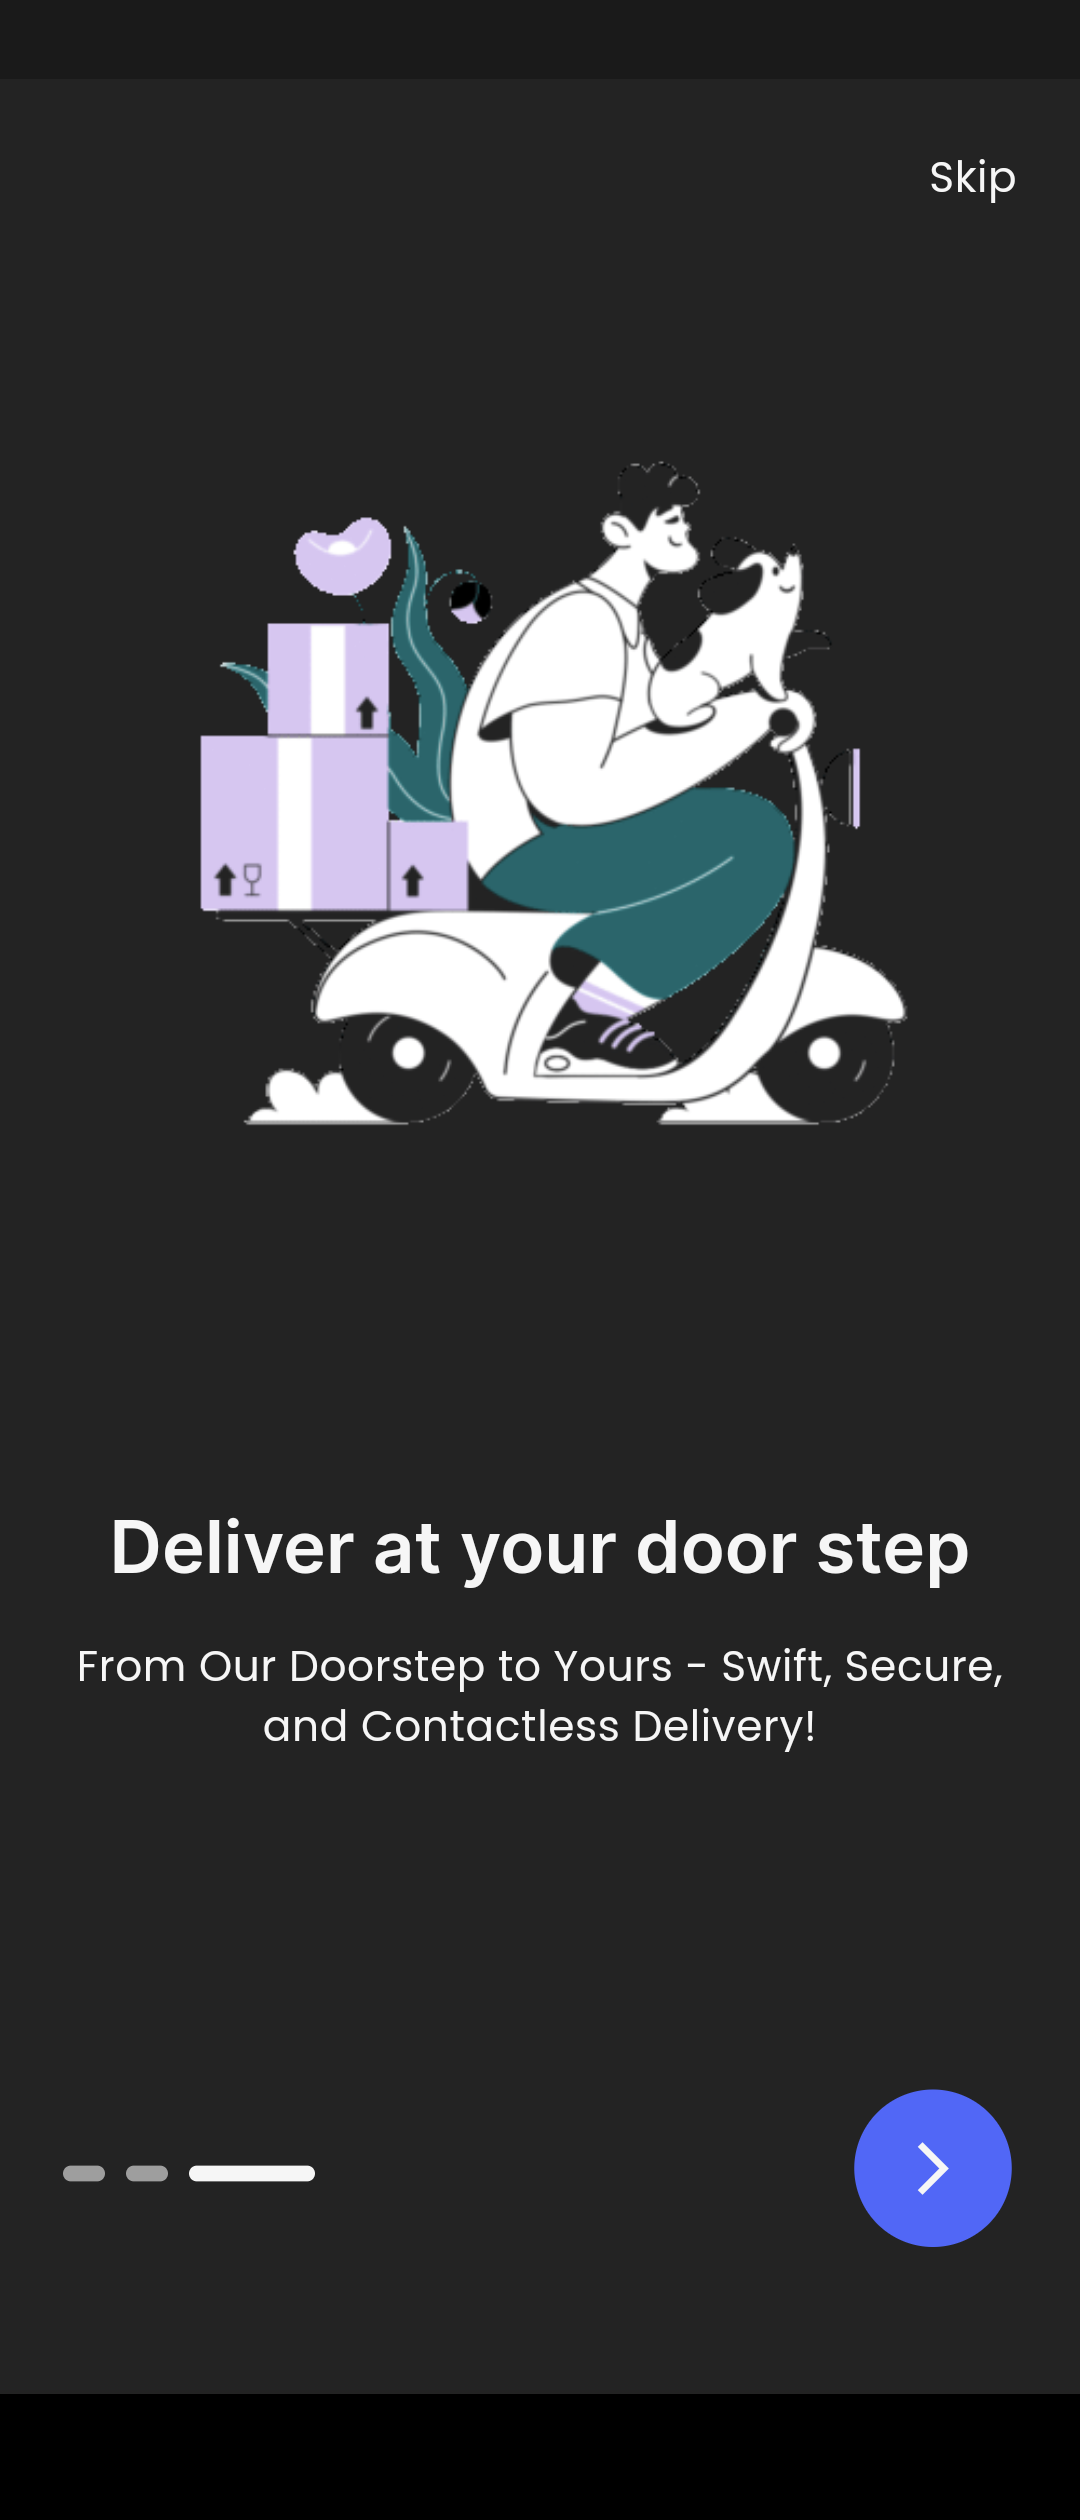 Skip
Deliver at your door step
From Our Doorstep to Yours - Swift, Secure,
and Contactless Delivery!